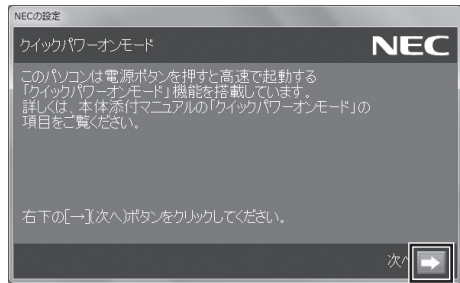 NECの設定
クイックパワーオンモード
NEC
このパソコンは電源ボタンを押すと高速で起動する
「クイックパワーオンモード」機能を搭載しています。
詳しくは、本体添付マニュアルの「クイックパワーオンモード」の
項目をご覧ください。
右下の[→](次へ)ボタンをクリックしてください。
次へ